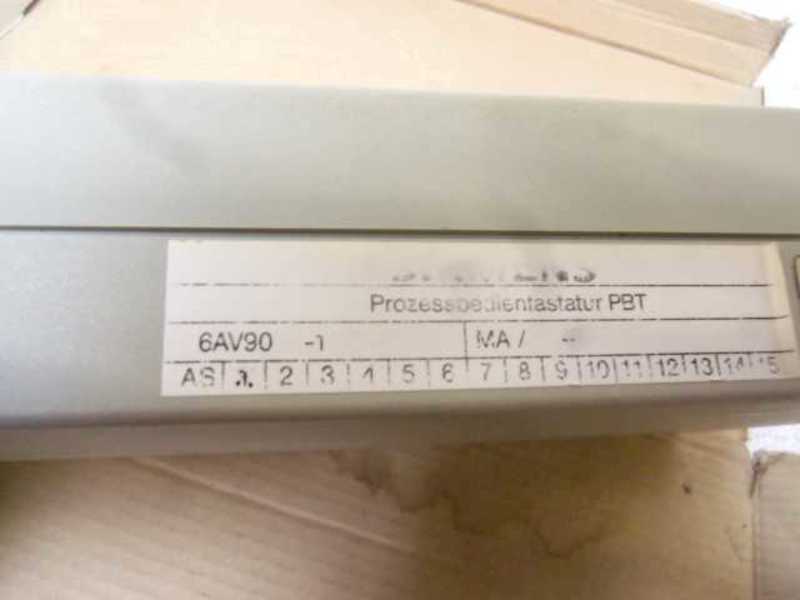 Prozessbedientastatur PBT
6AV90 -1 MA /
AS 2 3 4 5 6 7 8 9 10 11 12 13 14 15